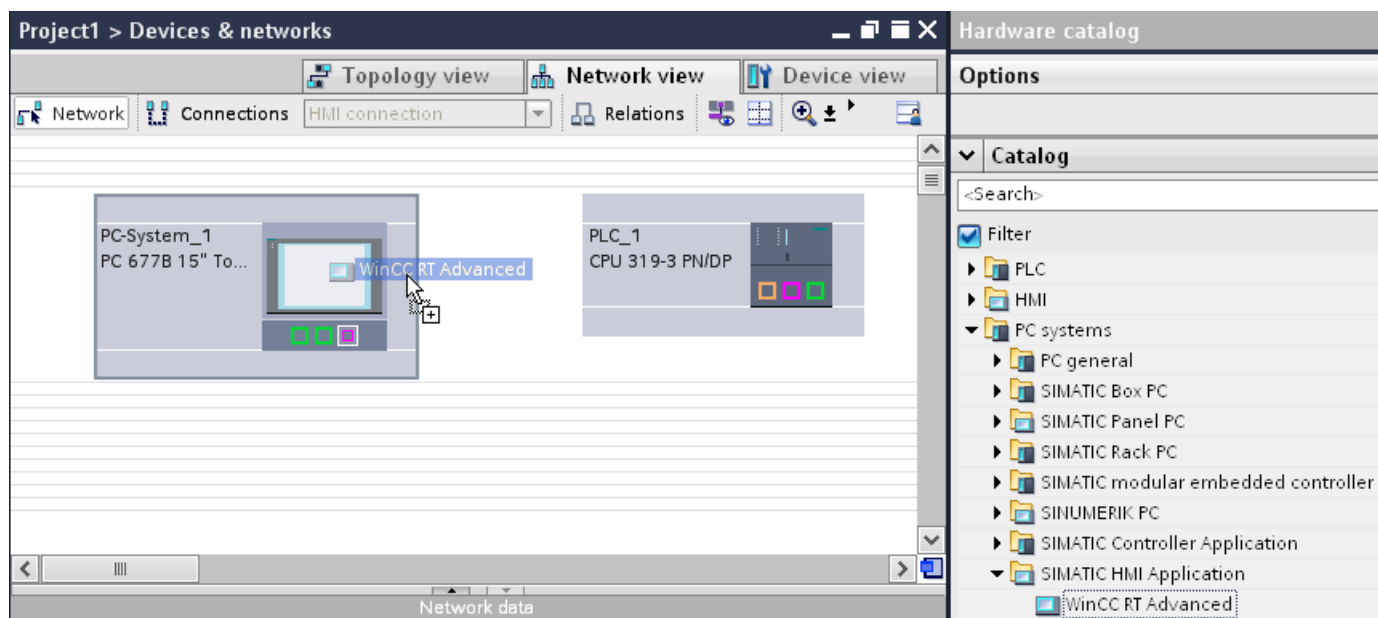 Project1 > Devices & networks
Topology view
Network view
Device view
Network
Connections
HMI connection
Relations
PC-System_1
PC 677B 15" To...
WinCC RT Advanced
PLC_1
CPU 319-3 PN/DP
Network data
Hardware catalog
Options
Catalog
<Search>
Filter
PLC
HMI
PC systems
PC general
SIMATIC Box PC
SIMATIC Panel PC
SIMATIC Rack PC
SIMATIC modular embedded controller
SINUMERIK PC
SIMATIC Controller Application
SIMATIC HMI Application
WinCC RT Advanced